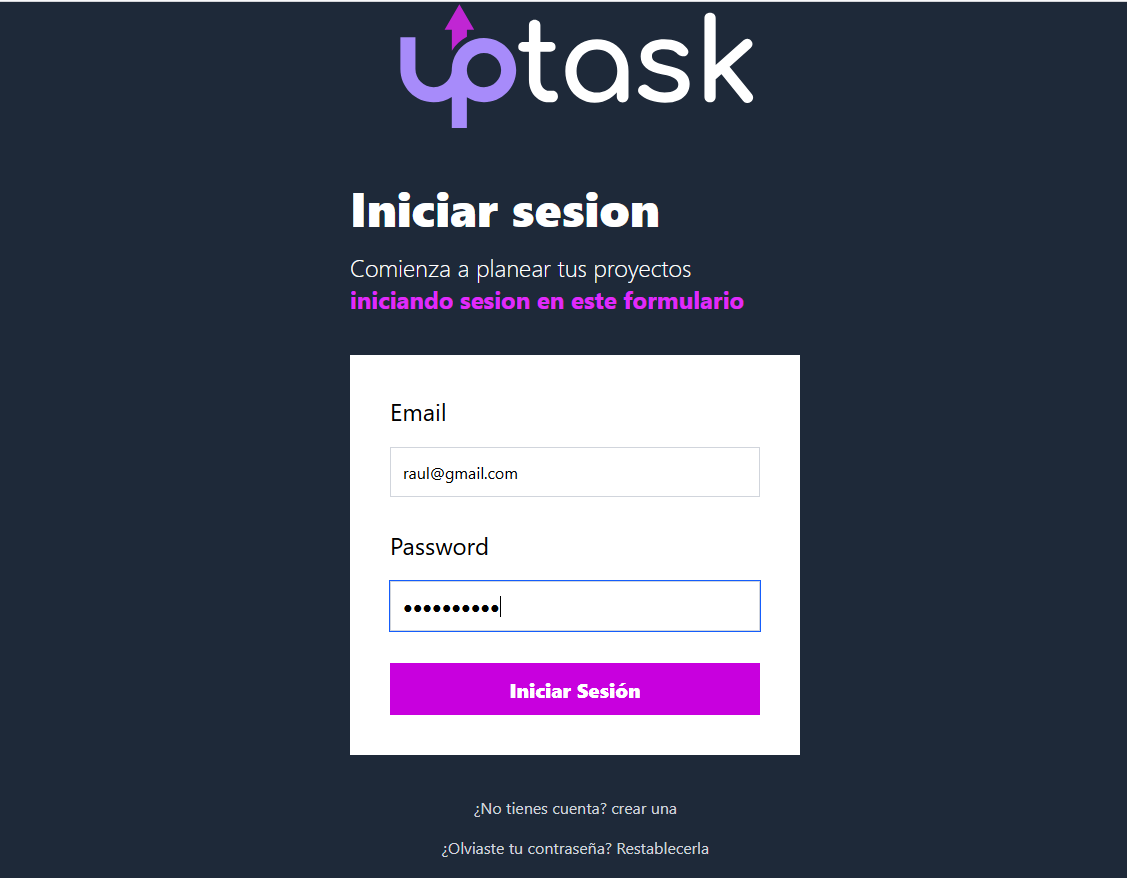 uptask
Iniciar sesion
Comienza a planear tus proyectos
iniciando sesion en este formulario
Email
raul@gmail.com
Password
••••••••••
Iniciar Sesión
¿No tienes cuenta? crear una
¿Olviaste tu contraseña? Restablecerla